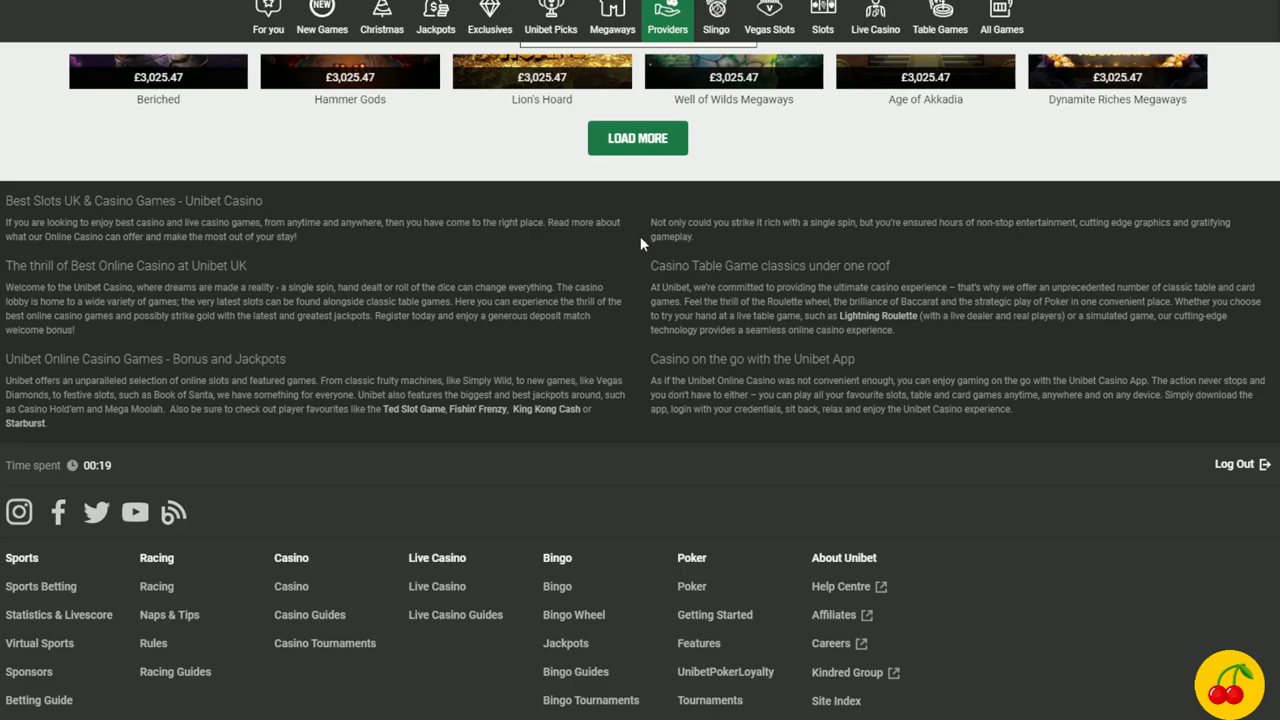 NEW
For you New Games Christmas Jackpots Exclusives Unibet Picks Megaways Providers Slingo Vegas Slots Slots Live Casino Table Games All Games
£3,025.47 £3,025.47 £3,025.47 £3,025.47 £3,025.47 £3,025.47
Beriched Hammer Gods Lion's Hoard Well of Wilds Megaways Age of Akkadia Dynamite Riches Megaways
LOAD MORE
Best Slots UK & Casino Games - Unibet Casino
If you are looking to enjoy best casino and live casino games, from anytime and anywhere, then you have come to the right place. Read more about
what our Online Casino can offer and make the most out of your stay!
The thrill of Best Online Casino at Unibet UK
Welcome to the Unibet Casino, where dreams are made a reality - a single spin, hand dealt or roll of the dice can change everything. The casino
lobby is home to a wide variety of games; the very latest slots can be found alongside classic table games. Here you can experience the thrill of the
best online casino games and possibly strike gold with the latest and greatest jackpots. Register today and enjoy a generous deposit match
welcome bonus!
Unibet Online Casino Games - Bonus and Jackpots
Unibet offers an unparalleled selection of online slots and featured games. From classic fruity machines, like Simply Wild, to new games, like Vegas
Diamonds, to festive slots, such as Book of Santa, we have something for everyone. Unibet also features the biggest and best jackpots around, such
as Casino Hold'em and Mega Moolah. Also be sure to check out player favourites like the Ted Slot Game, Fishin' Frenzy, King Kong Cash or
Starburst.
Not only could you strike it rich with a single spin, but you're ensured hours of non-stop entertainment, cutting edge graphics and gratifying
gameplay.
Casino Table Game classics under one roof
At Unibet, we're committed to providing the ultimate casino experience – that's why we offer an unprecedented number of classic table and card
games. Feel the thrill of the Roulette wheel, the brilliance of Baccarat and the strategic play of Poker in one convenient place. Whether you choose
to try your hand at a live table game, such as Lightning Roulette (with a live dealer and real players) or a simulated game, our cutting-edge
technology provides a seamless online casino experience.
Casino on the go with the Unibet App
As if the Unibet Online Casino was not convenient enough, you can enjoy gaming on the go with the Unibet Casino App. The action never stops and
you don't have to either – you can play all your favourite slots, table and card games anytime, anywhere and on any device. Simply download the
app, login with your credentials, sit back, relax and enjoy the Unibet Casino experience.
Time spent 00:19
Log Out
Sports Racing Casino Live Casino Bingo Poker About Unibet
Sports Betting Racing Casino Live Casino Bingo Poker Help Centre
Statistics & Livescore Naps & Tips Casino Guides Live Casino Guides Bingo Wheel Getting Started Affiliates
Virtual Sports Rules Casino Tournaments Jackpots Features Careers
Sponsors Racing Guides Bingo Guides UnibetPokerLoyalty Kindred Group
Betting Guide Bingo Tournaments Tournaments Site Index